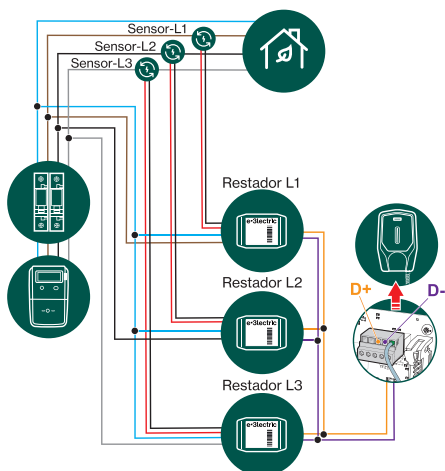 Sensor-L1
Sensor-L2
Sensor-L3
Restador L1
e·3lectric
Restador L2
e·3lectric
D+
D-
Restador L3
e·3lectric